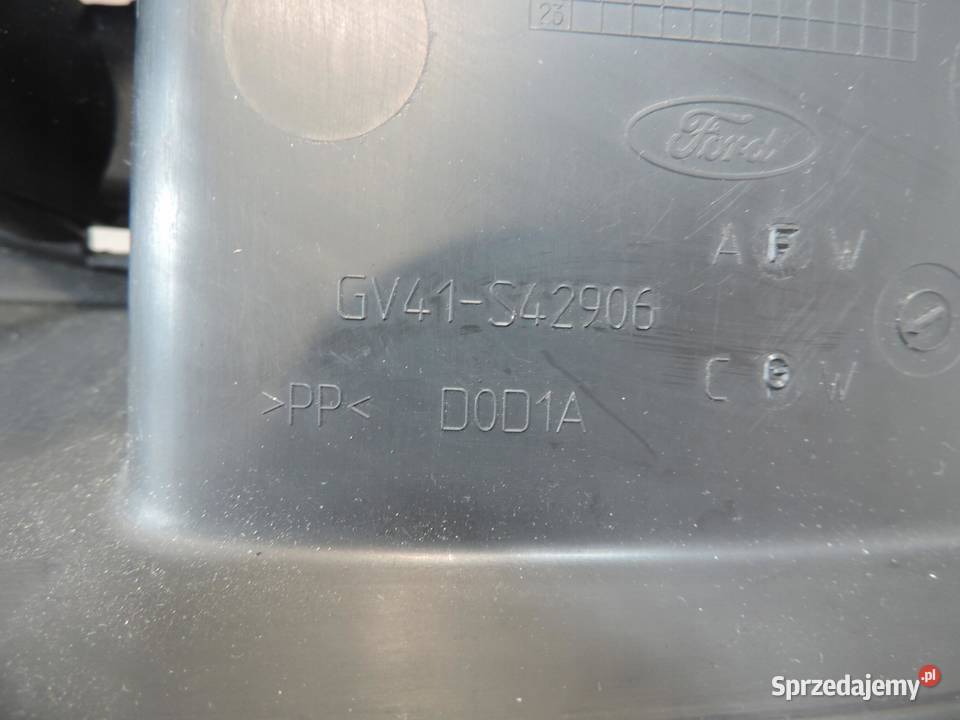 23
Ford
A F W
GV41-S42906
C G W
>PP< D0D1A
Sprzedajemy.pl